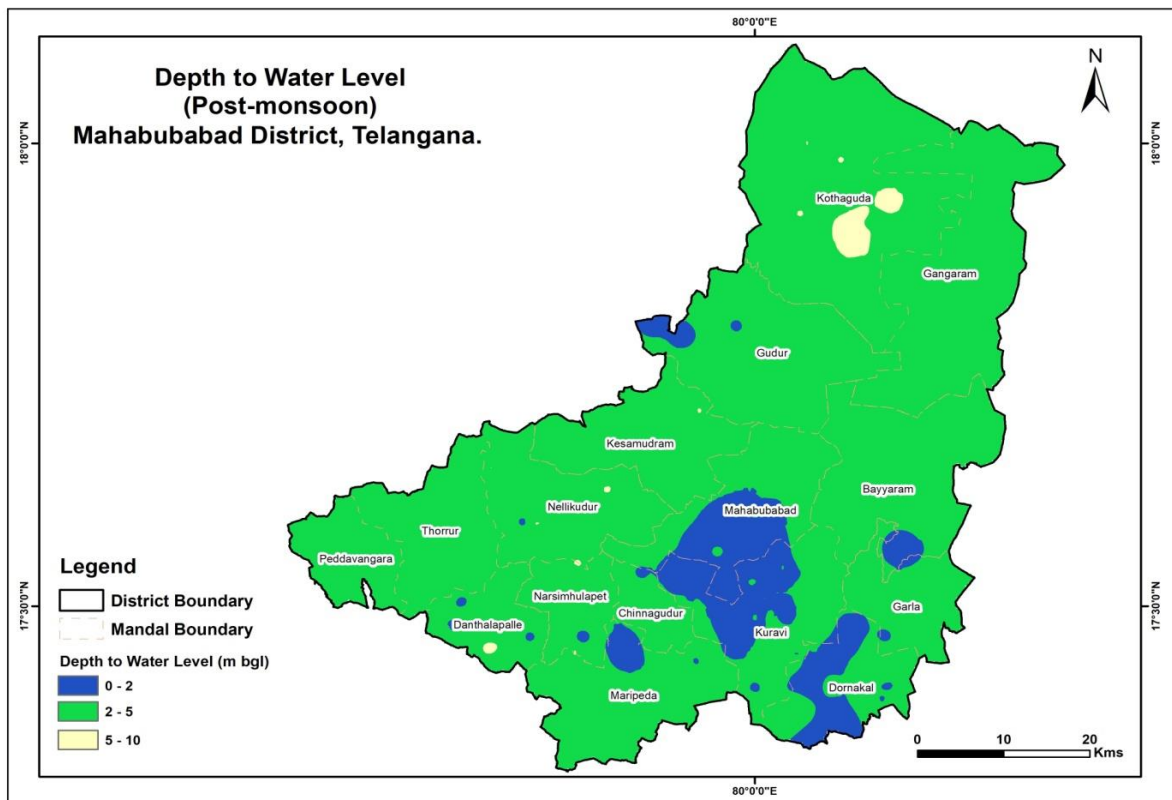 80°0'0"E
Depth to Water Level
(Post-monsoon)
Mahabubabad District, Telangana.
N
18°0'0"N
18°0'0"N
Kothaguda
Gangaram
Gudur
Kesamudram
Bayyaram
Nellikudur
Mahabubabad
Thorrur
Peddavangara
Narsimhulapet
Chinnagudur
Garla
Danthalapalle
Kuravi
Dornakal
Maripeda
17°30'0"N
17°30'0"N
Legend
District Boundary
Mandal Boundary
Depth to Water Level (m bgl)
0 - 2
2 - 5
5 - 10
0 10 20
Kms
80°0'0"E